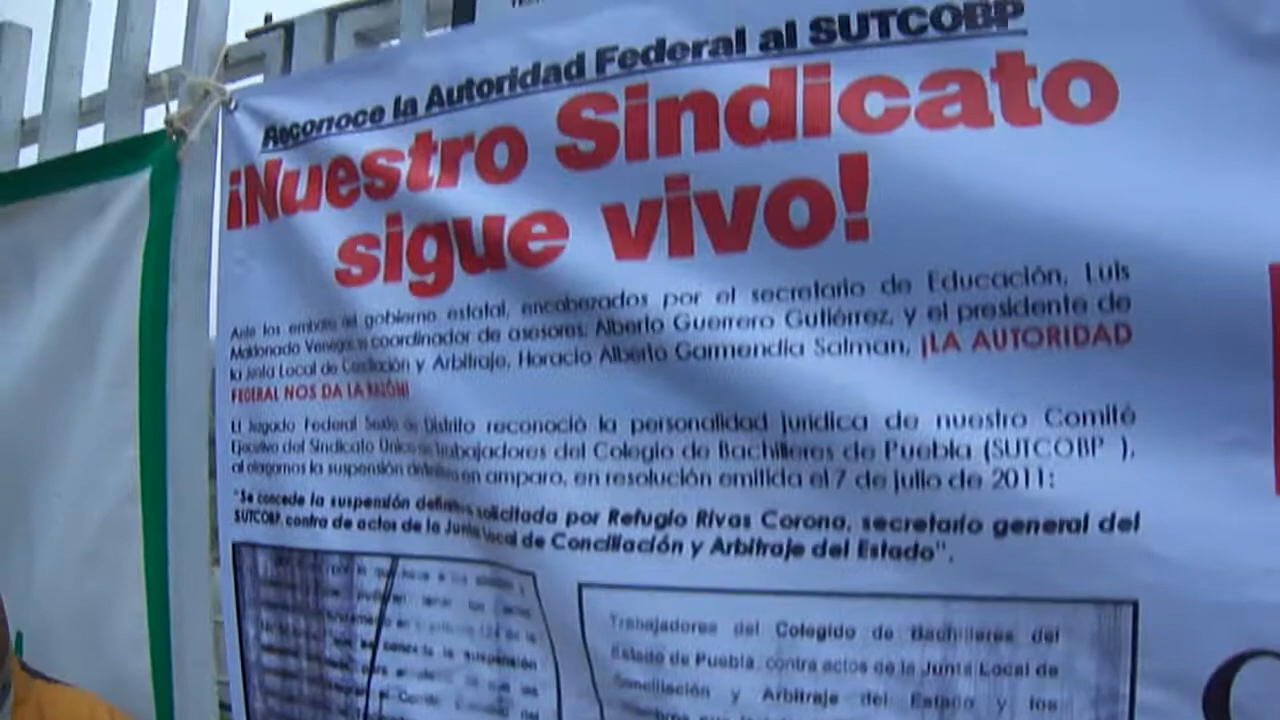 Reconoce la Autoridad Federal al SUTCOBP
¡Nuestro Sindicato
sigue vivo!
Ante los embates del gobierno estatal, encabezados por el secretario de Educación, Luis
Maldonado Venegas, coordinador de asesores, Alberto Guerrero Gutiérrez, y el presidente de
la Junta Local de Conciliación y Arbitraje, Horacio Alberto Garmendia Salman, ¡LA AUTORIDAD
FEDERAL NOS DA LA RAZÓN!
El Juzgado Federal Sexto de Distrito reconoció la personalidad jurídica de nuestro Comité
Ejecutivo del Sindicato Único de Trabajadores del Colegio de Bachilleres de Puebla (SUTCOBP ),
al otorgarnos la suspensión definitiva en amparo, en resolución emitida el 7 de julio de 2011:
"Se concede la suspensión definitiva solicitada por Refugio Rivas Corona, secretario general del
SUTCOBP, contra de actos de la Junta Local de Conciliación y Arbitraje del Estado".
la suspensión
Trabajadores del Colegido de Bachilleres del
Estado de Puebla, contra actos de la Junta Local de
Conciliación y Arbitraje del Estado y los